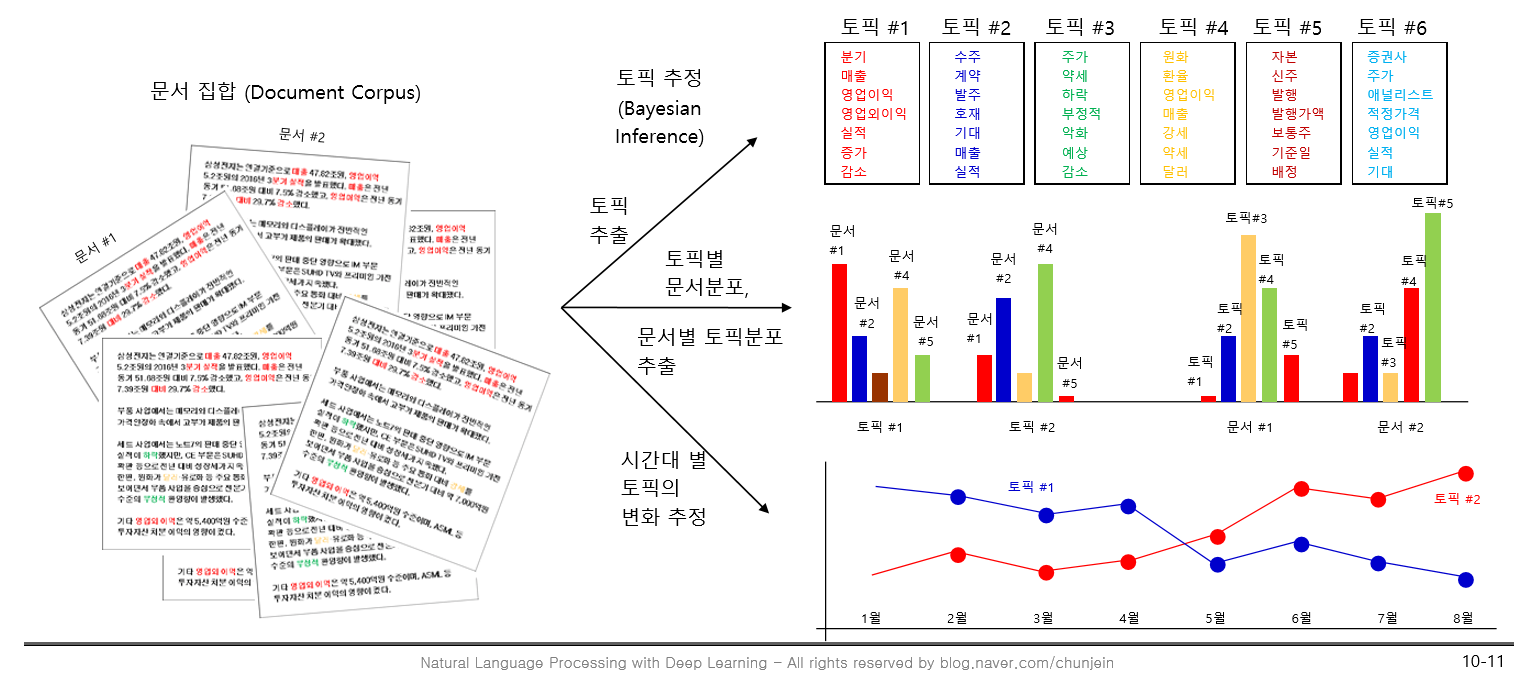 문서 집합 (Document Corpus)
문서 #2
문서 #1
삼성전자는 연결기준으로 매출 47.82조원, 영업이익
5.2조원의 2016년 3분기 실적을 발표했다. 매출은 전년
동기 51.68조원 대비 7.5% 감소했고, 영업이익은 전년 동기
7.39조원 대비 29.7% 감소했다.
부품 사업에서는 메모리와 디스플레이가 전반적인
가격안정화 속에서 고부가 제품의 판매가 확대했다.
세트 사업에서는 노트7의 판매 중단 영향으로 IM 부문
실적이 하락했지만, CE 부문은 SUHD TV와 프리미엄 가전
한편, 원화가 달러·유로화 등 주요 통화 대비 강세를
보이면서 부품 사업을 중심으로 전분기 대비 약 7,000억원
수준의 부정적 환영향이 발생했다.
기타 영업외이익은 약 5,400억원 수준이며, ASML 등
투자자산 처분 이익의 영향이 컸다.
토픽 추정
(Bayesian
Inference)
토픽
추출
토픽별
문서분포,
문서별 토픽분포
추출
시간대 별
토픽의
변화 추정
토픽 #1
분기
매출
영업이익
영업외이익
실적
증가
감소
토픽 #2
수주
계약
발주
호재
기대
매출
실적
토픽 #3
주가
약세
하락
부정적
악화
예상
감소
토픽 #4
원화
환율
영업이익
매출
강세
약세
달러
토픽 #5
자본
신주
발행
발행가액
보통주
기준일
배정
토픽 #6
증권사
주가
애널리스트
적정가격
영업이익
실적
기대
문서
#1
문서
#2
문서
#4
문서
#5
토픽 #1
문서
#1
문서
#2
문서
#4
문서
#5
토픽 #2
토픽
#1
토픽
#2
토픽#3
토픽
#4
토픽
#5
문서 #1
토픽
#2
토픽
#3
토픽
#4
토픽#5
문서 #2
토픽 #1
토픽 #2
1월 2월 3월 4월 5월 6월 7월 8월
Natural Language Processing with Deep Learning – All rights reserved by blog.naver.com/chunjein
10-11